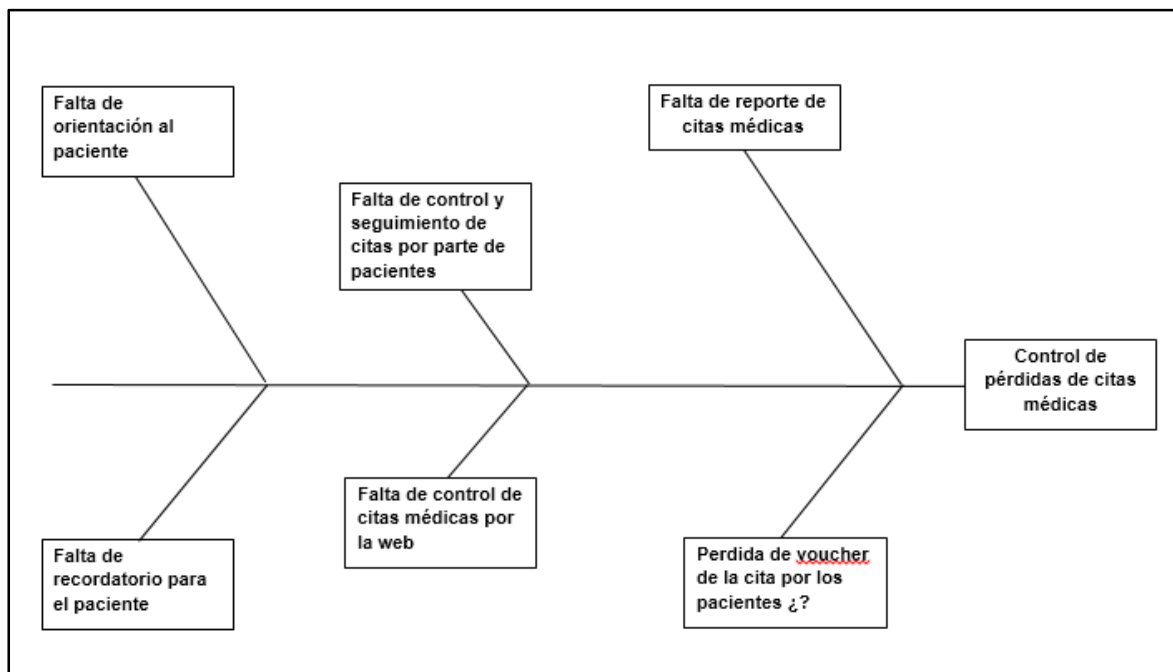 Falta de
orientación al
paciente
Falta de reporte de
citas médicas
Falta de control y
seguimiento de
citas por parte de
pacientes
Control de
pérdidas de citas
médicas
Falta de control de
citas médicas por
la web
Falta de
recordatorio para
el paciente
Perdida de voucher
de la cita por los
pacientes ¿?